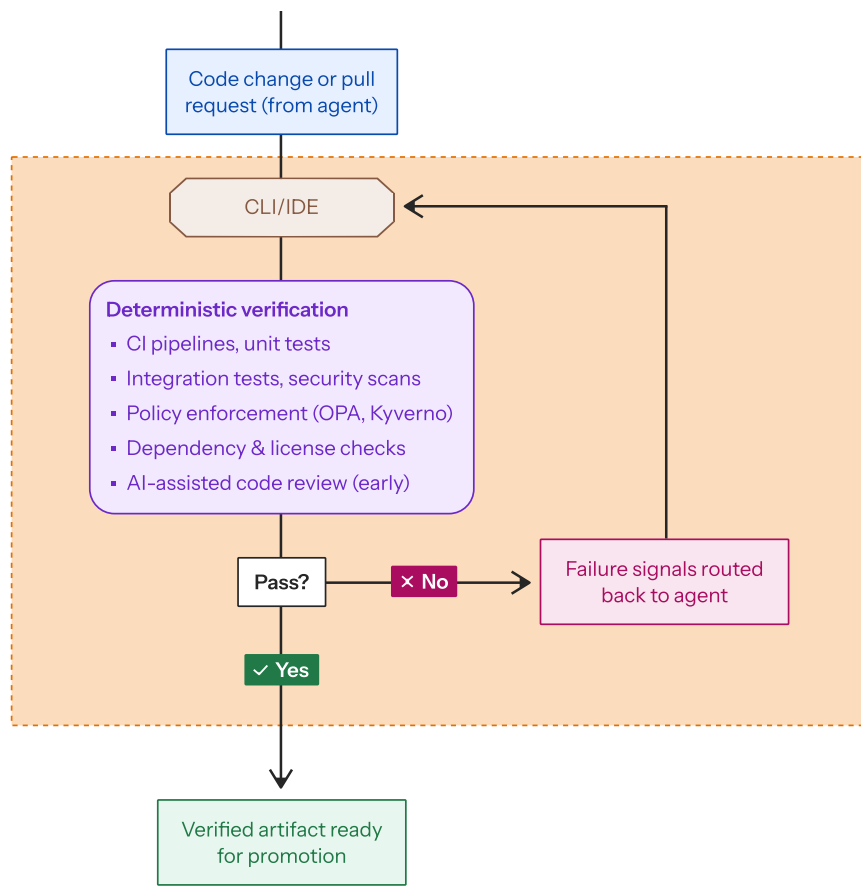 Code change or pull
request (from agent)
CLI/IDE
Deterministic verification
▪ CI pipelines, unit tests
▪ Integration tests, security scans
▪ Policy enforcement (OPA, Kyverno)
▪ Dependency & license checks
▪ AI-assisted code review (early)
Pass?
✕ No
Failure signals routed
back to agent
✓ Yes
Verified artifact ready
for promotion